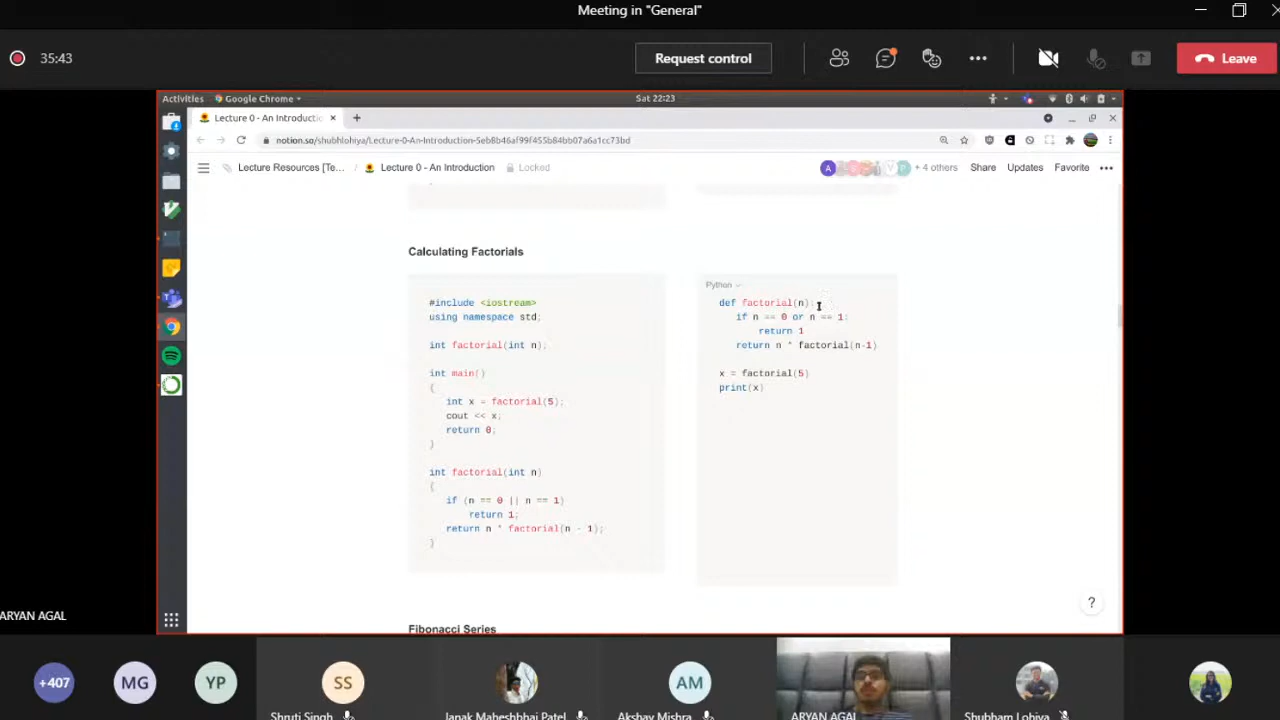 Meeting in "General"
35:43
Request control
Leave
Activities
Google Chrome
Sat 22:23
Lecture 0 - An Introductio
notion.so/shubhlohiya/Lecture-0-An-Introduction-5eb8b46af99f455b84bb07a6a1cc73bd
Lecture Resources [Te...
/
Lecture 0 - An Introduction
Locked
A
V
P
+ 4 others
Share
Updates
Favorite
Calculating Factorials
#include <iostream>
using namespace std;
int factorial(int n);
int main()
{
int x = factorial(5);
cout << x;
return 0;
}
int factorial(int n)
{
if (n == 0 || n == 1)
return 1;
return n * factorial(n - 1);
}
Python
def factorial(n):
if n == 0 or n == 1:
return 1
return n * factorial(n-1)
x = factorial(5)
print(x)
?
Fibonacci Series
ARYAN AGAL
+407
MG
YP
SS
Shruti Singh
Janak Maheshbhai Patel
AM
Akshay Mishra
ARYAN AGAL
Shubham Lohiya